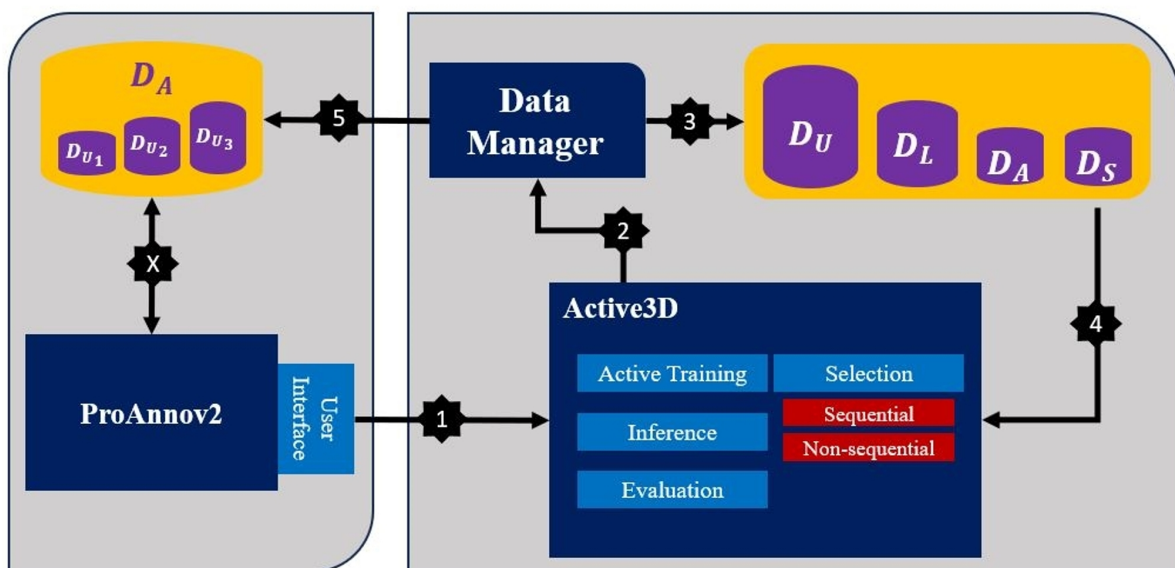 D_A
D_U1
D_U2
D_U3
5
Data
Manager
3
D_U
D_L
D_A
D_S
X
2
4
ProAnnov2
User
Interface
1
Active3D
Active Training
Selection
Inference
Sequential
Non-sequential
Evaluation